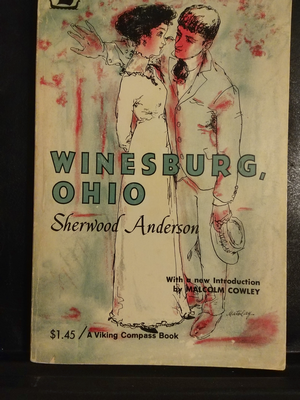 WINESBURG,
OHIO
Sherwood Anderson
With a new Introduction
by MALCOLM COWLEY
$1.45 / A Viking Compass Book